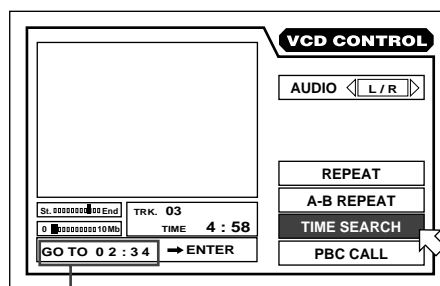 VCD CONTROL
AUDIO L / R
REPEAT
A-B REPEAT
TIME SEARCH
PBC CALL
St. End
0 10Mb
TRK. 03
TIME 4 : 58
GO TO 0 2 : 3 4 ➞ ENTER